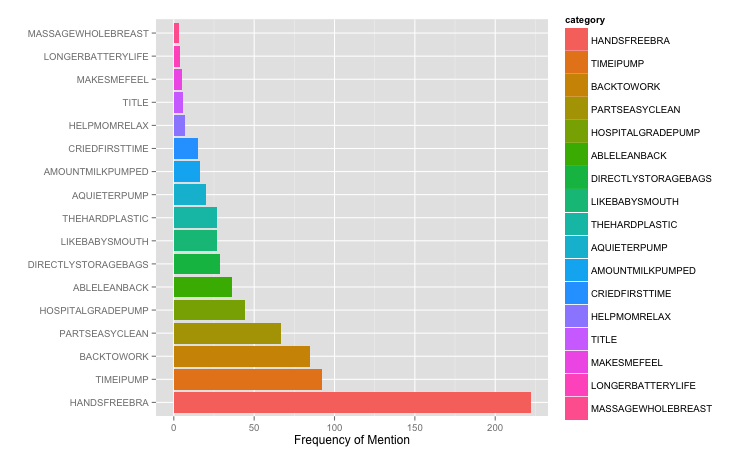 MASSAGEWHOLEBREAST
LONGERBATTERYLIFE
MAKESMEFEEL
TITLE
HELPMOMRELAX
CRIEDFIRSTTIME
AMOUNTMILKPUMPED
AQUIETERPUMP
THEHARDPLASTIC
LIKEBABYSMOUTH
DIRECTLYSTORAGEBAGS
ABLELEANBACK
HOSPITALGRADEPUMP
PARTSEASYCLEAN
BACKTOWORK
TIMEIPUMP
HANDSFREEBRA
0 50 100 150 200
Frequency of Mention
category
HANDSFREEBRA
TIMEIPUMP
BACKTOWORK
PARTSEASYCLEAN
HOSPITALGRADEPUMP
ABLELEANBACK
DIRECTLYSTORAGEBAGS
LIKEBABYSMOUTH
THEHARDPLASTIC
AQUIETERPUMP
AMOUNTMILKPUMPED
CRIEDFIRSTTIME
HELPMOMRELAX
TITLE
MAKESMEFEEL
LONGERBATTERYLIFE
MASSAGEWHOLEBREAST